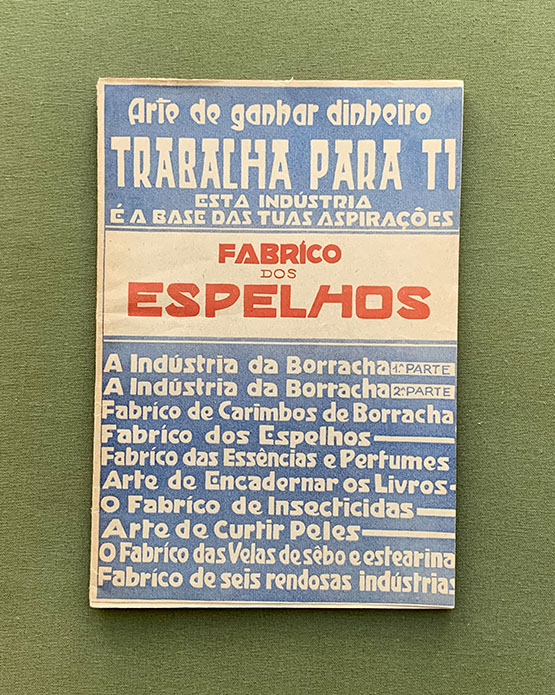 Arte de ganhar dinheiro
TRABALHA PARA TI
ESTA INDÚSTRIA
É A BASE DAS TUAS ASPIRAÇÕES
FABRÍCO
DOS
ESPELHOS
A Indústria da Borracha 1.ª PARTE
A Indústria da Borracha 2.ª PARTE
Fabríco de Carimbos de Borracha
Fabríco dos Espelhos
Fabríco das Essências e Perfumes
Arte de Encadernar os Livros
O Fabríco de Insecticidas
Arte de Curtir Peles
O Fabríco das Velas de sêbo e estearina
Fabríco de seis rendosas indústrias